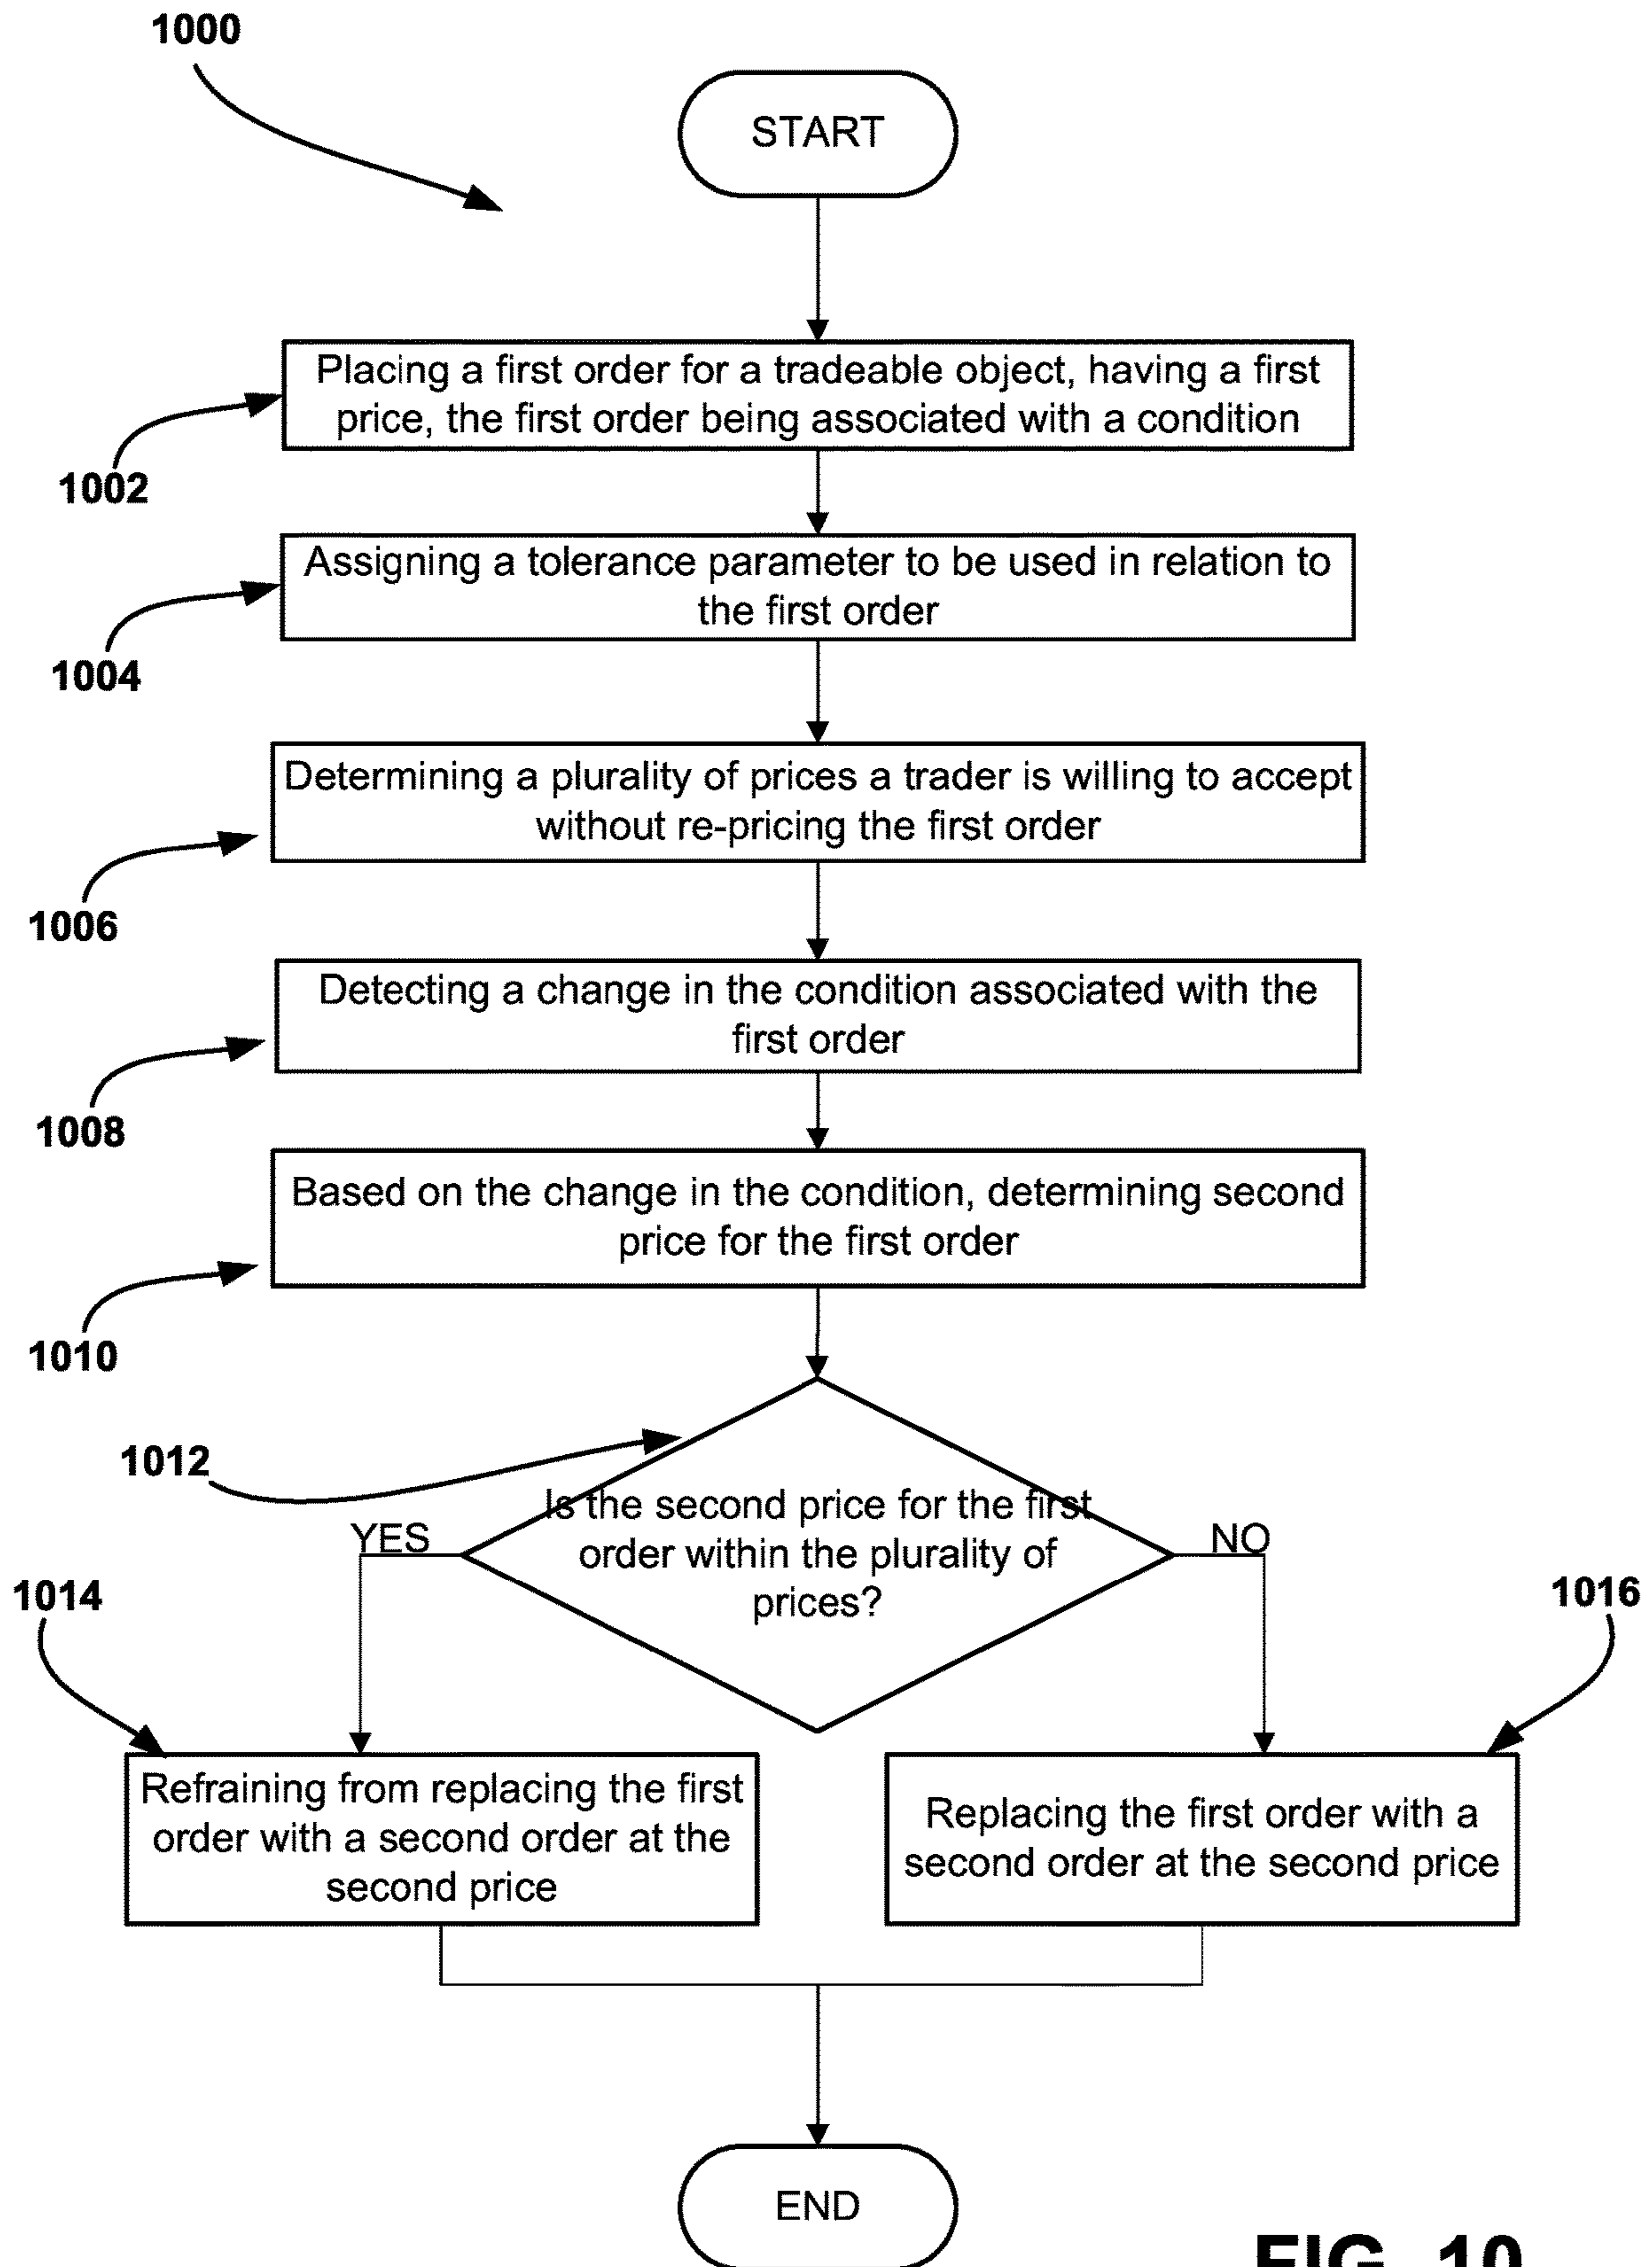 1000
START
Placing a first order for a tradeable object, having a first
price, the first order being associated with a condition
1002
Assigning a tolerance parameter to be used in relation to
the first order
1004
Determining a plurality of prices a trader is willing to accept
without re-pricing the first order
1006
Detecting a change in the condition associated with the
first order
1008
Based on the change in the condition, determining second
price for the first order
1010
1012
Is the second price for the first
order within the plurality of
prices?
YES
NO
1014
1016
Refraining from replacing the first
order with a second order at the
second price
Replacing the first order with a
second order at the second price
END
FIG. 10